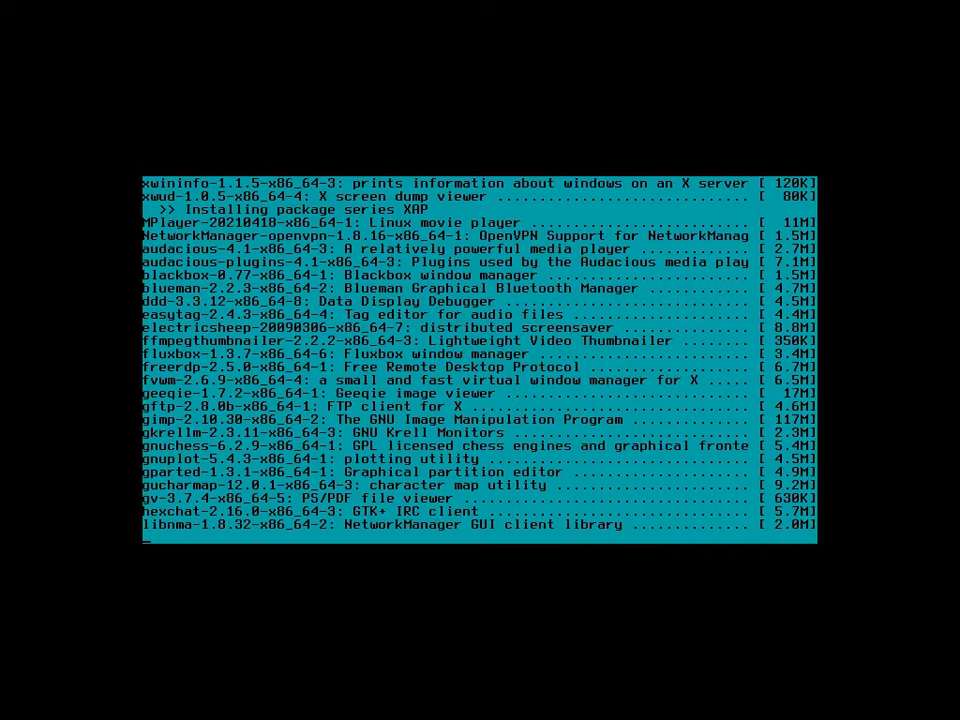 xwininfo-1.1.5-x86_64-3: prints information about windows on an X server [ 120K]
xwud-1.0.5-x86_64-4: X screen dump viewer .............................. [  80K]
  >> Installing package series XAP
MPlayer-20210418-x86_64-1: Linux movie player .......................... [  11M]
NetworkManager-openvpn-1.8.16-x86_64-1: OpenVPN Support for NetworkManag [ 1.5M]
audacious-4.1-x86_64-3: A relatively powerful media player ............. [ 2.7M]
audacious-plugins-4.1-x86_64-3: Plugins used by the Audacious media play [ 7.1M]
blackbox-0.77-x86_64-1: Blackbox window manager ........................ [ 1.5M]
blueman-2.2.3-x86_64-2: Blueman Graphical Bluetooth Manager ............ [ 4.7M]
ddd-3.3.12-x86_64-8: Data Display Debugger ............................. [ 4.5M]
easytag-2.4.3-x86_64-4: Tag editor for audio files ..................... [ 4.4M]
electricsheep-20090306-x86_64-7: distributed screensaver ............... [ 8.8M]
ffmpegthumbnailer-2.2.2-x86_64-3: Lightweight Video Thumbnailer ........ [ 350K]
fluxbox-1.3.7-x86_64-6: Fluxbox window manager ......................... [ 3.4M]
freerdp-2.5.0-x86_64-1: Free Remote Desktop Protocol ................... [ 6.7M]
fvwm-2.6.9-x86_64-4: a small and fast virtual window manager for X ..... [ 6.5M]
geeqie-1.7.2-x86_64-1: Geeqie image viewer ............................. [  17M]
gftp-2.8.0b-x86_64-1: FTP client for X ................................. [ 4.6M]
gimp-2.10.30-x86_64-2: The GNU Image Manipulation Program .............. [ 117M]
gkrellm-2.3.11-x86_64-3: GNU Krell Monitors ............................ [ 2.3M]
gnuchess-6.2.9-x86_64-1: GPL licensed chess engines and graphical fronte [ 5.4M]
gnuplot-5.4.3-x86_64-1: plotting utility ............................... [ 4.5M]
gparted-1.3.1-x86_64-1: Graphical partition editor ..................... [ 4.9M]
gucharmap-12.0.1-x86_64-3: character map utility ....................... [ 9.2M]
gv-3.7.4-x86_64-5: PS/PDF file viewer .................................. [ 630K]
hexchat-2.16.0-x86_64-3: GTK+ IRC client ............................... [ 5.7M]
libnma-1.8.32-x86_64-2: NetworkManager GUI client library .............. [ 2.0M]